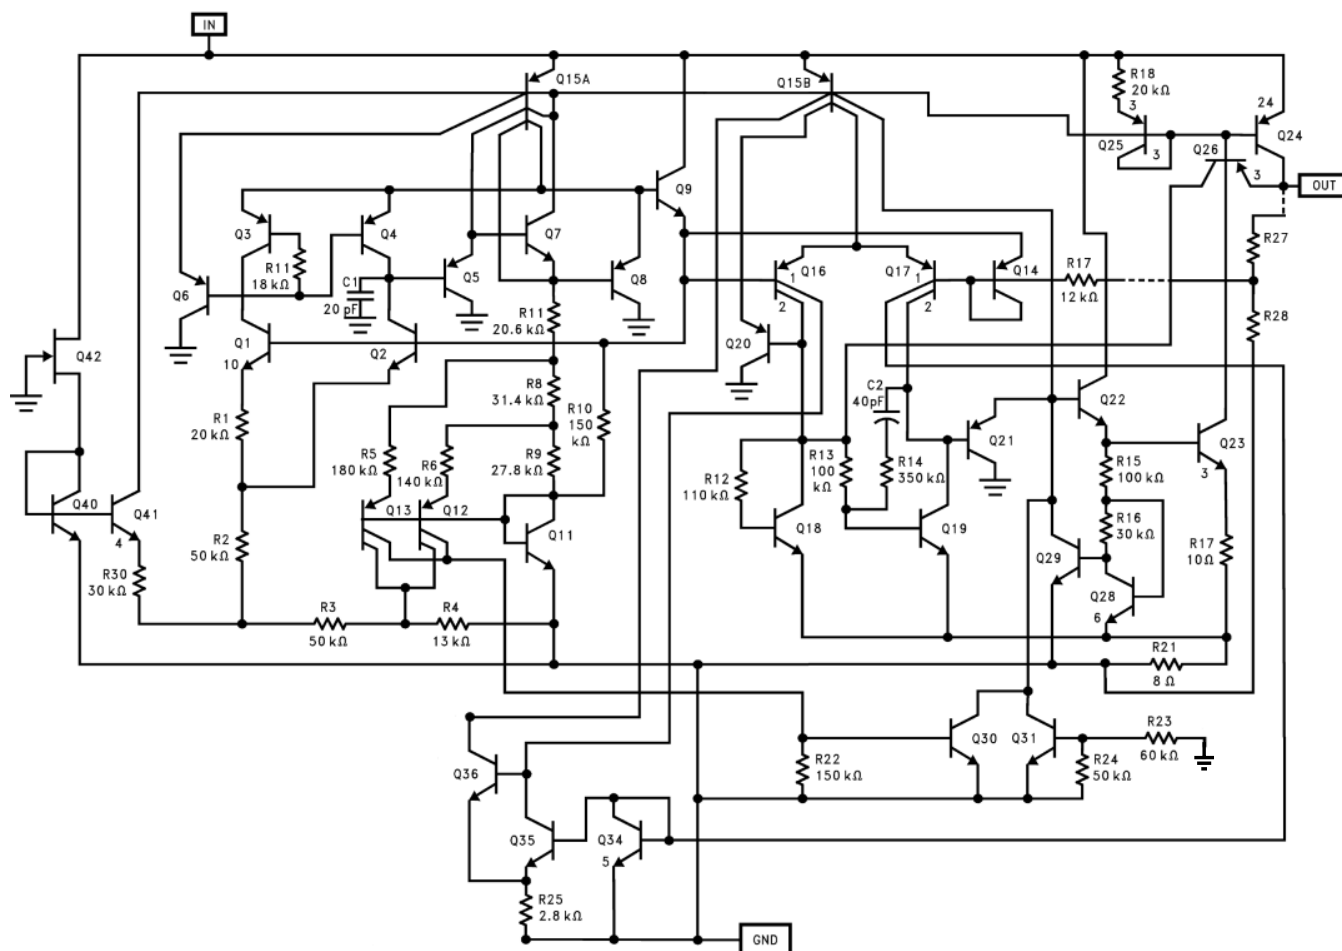 IN
Q15A
Q15B
R18
20 kΩ
3
24
Q25
3
Q24
Q26
3
OUT
Q3
Q4
Q9
Q7
R11
18 kΩ
C1
20 pF
Q5
Q8
Q6
Q16
1
2
Q17
1
2
Q14
R17
12 kΩ
R27
R28
Q1
10
Q2
R11
20.6 kΩ
Q42
Q20
R8
31.4 kΩ
R10
150
kΩ
C2
40pF
Q22
Q21
Q23
3
R1
20 kΩ
R5
180 kΩ
R6
140 kΩ
R9
27.8 kΩ
R12
110 kΩ
R13
100
kΩ
R14
350 kΩ
R15
100 kΩ
R16
30 kΩ
Q40
Q41
4
Q13
Q12
Q11
Q18
Q19
Q29
Q28
6
R17
10Ω
R2
50 kΩ
R30
30 kΩ
R3
50 kΩ
R4
13 kΩ
R21
8 Ω
Q36
R22
150 kΩ
Q30
Q31
R24
50 kΩ
R23
60 kΩ
Q35
Q34
5
R25
2.8 kΩ
GND